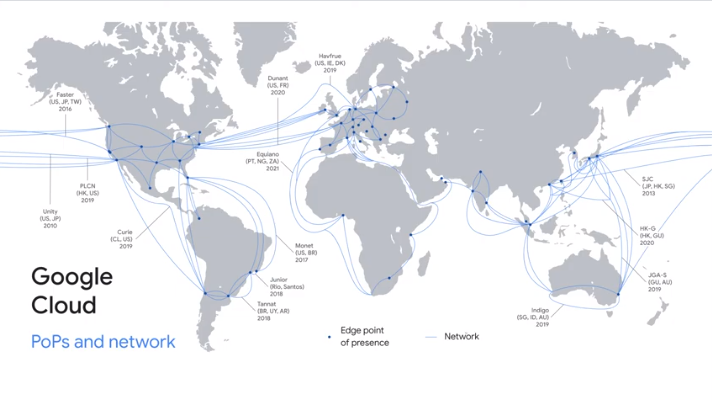 Havfrue
(US, IE, DK)
2019
Dunant
(US, FR)
2020
Faster
(US, JP, TW)
2016
Equiano
(PT, NG, ZA)
2021
PLCN
(HK, US)
2019
SJC
(JP, HK, SG)
2013
Unity
(US, JP)
2010
Curie
(CL, US)
2019
HK-G
(HK, GU)
2020
Monet
(US, BR)
2017
JGA-S
(GU, AU)
2019
Junior
(Rio, Santos)
2018
Tannat
(BR, UY, AR)
2018
Indigo
(SG, ID, AU)
2019
Google
Cloud
PoPs and network
Edge point
of presence
Network